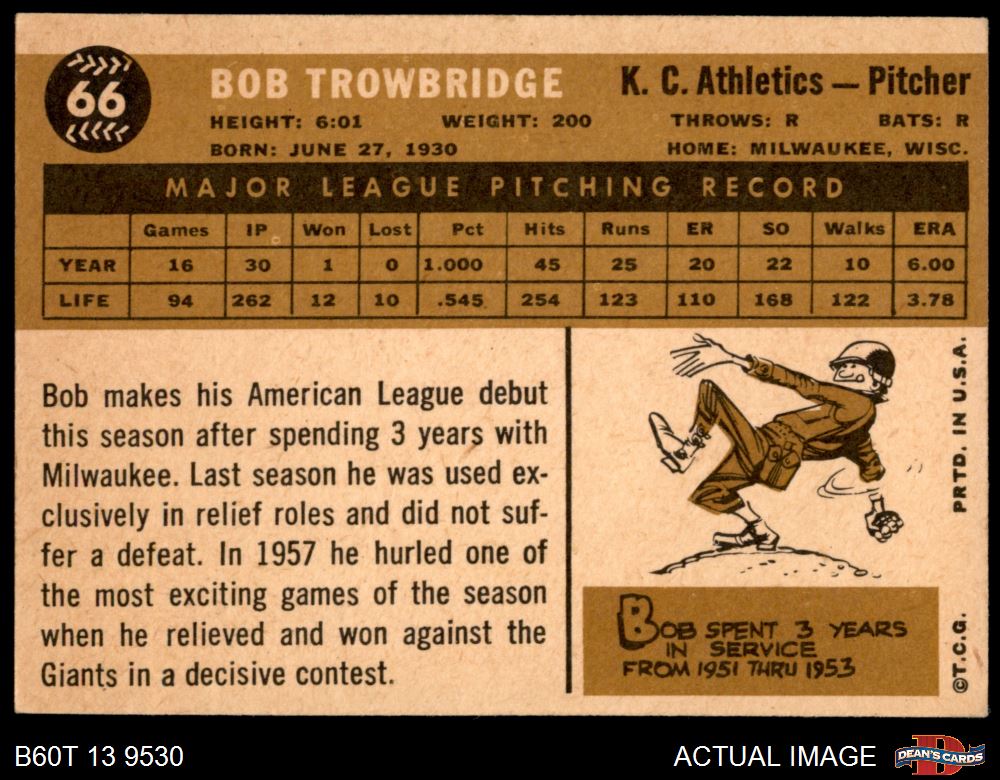 66
BOB TROWBRIDGE
K. C. Athletics — Pitcher
HEIGHT: 6:01 WEIGHT: 200 THROWS: R BATS: R
BORN: JUNE 27, 1930 HOME: MILWAUKEE, WISC.
MAJOR LEAGUE PITCHING RECORD
Games IP Won Lost Pct Hits Runs ER SO Walks ERA
YEAR 16 30 1 0 1.000 45 25 20 22 10 6.00
LIFE 94 262 12 10 .545 254 123 110 168 122 3.78
Bob makes his American League debut
this season after spending 3 years with
Milwaukee. Last season he was used ex-
clusively in relief roles and did not suf-
fer a defeat. In 1957 he hurled one of
the most exciting games of the season
when he relieved and won against the
Giants in a decisive contest.
BOB SPENT 3 YEARS
IN SERVICE
FROM 1951 THRU 1953
PRTD. IN U.S.A.
©T.C.G.
B60T 13 9530
ACTUAL IMAGE
D
DEAN'S CARDS